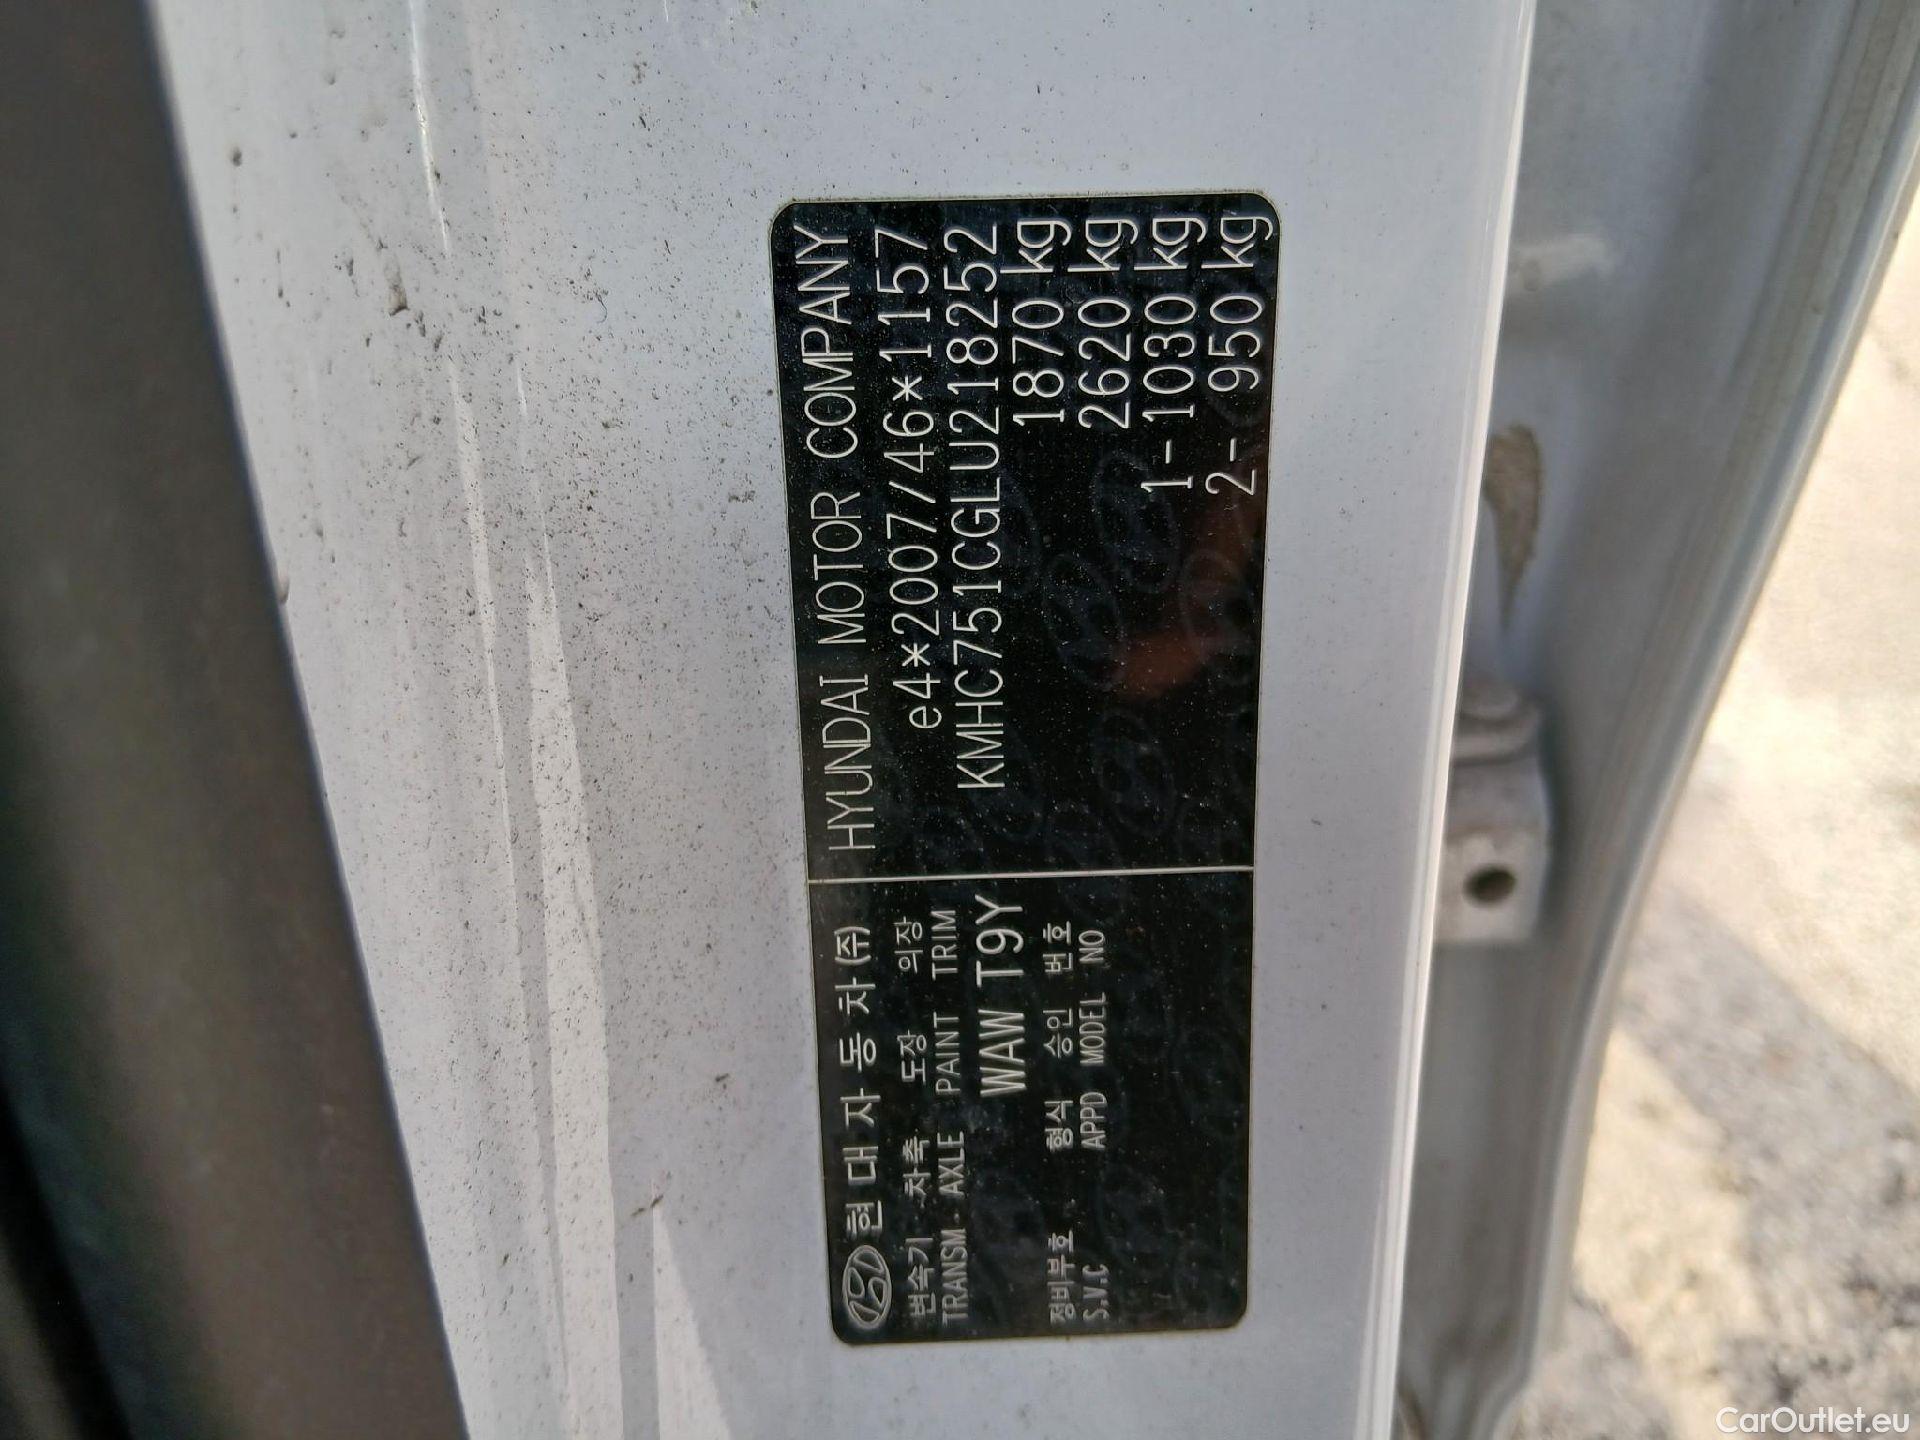 현대자동차(주) HYUNDAI MOTOR COMPANY
변속기 차축 도장 의장 e4*2007/46*1157
TRANSM. AXLE PAINT TRIM
KMHC751CGLU218252
WAW T9Y 1870 kg
정비부호 형식 승인 번호
S.V.C APPD MODEL NO 2620 kg
1-1030 kg
2- 950 kg
CarOutlet.eu